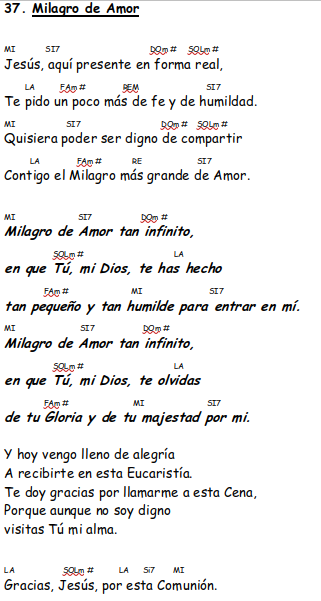 37. Milagro de Amor
MI SI7 DOm# SOLm#
Jesús, aquí presente en forma real,
LA FAm# REM SI7
Te pido un poco más de fe y de humildad.
MI SI7 DOm# SOLm#
Quisiera poder ser digno de compartir
LA FAm# RE SI7
Contigo el Milagro más grande de Amor.
MI SI7 DOm#
Milagro de Amor tan infinito,
SOLm# LA
en que Tú, mi Dios, te has hecho
FAm# MI SI7
tan pequeño y tan humilde para entrar en mí.
MI SI7 DOm#
Milagro de Amor tan infinito,
SOLm# LA
en que Tú, mi Dios, te olvidas
FAm# MI SI7
de tu Gloria y de tu majestad por mi.
Y hoy vengo lleno de alegría
A recibirte en esta Eucaristía.
Te doy gracias por llamarme a esta Cena,
Porque aunque no soy digno
visitas Tú mi alma.
LA SOLm# LA Si7 MI
Gracias, Jesús, por esta Comunión.